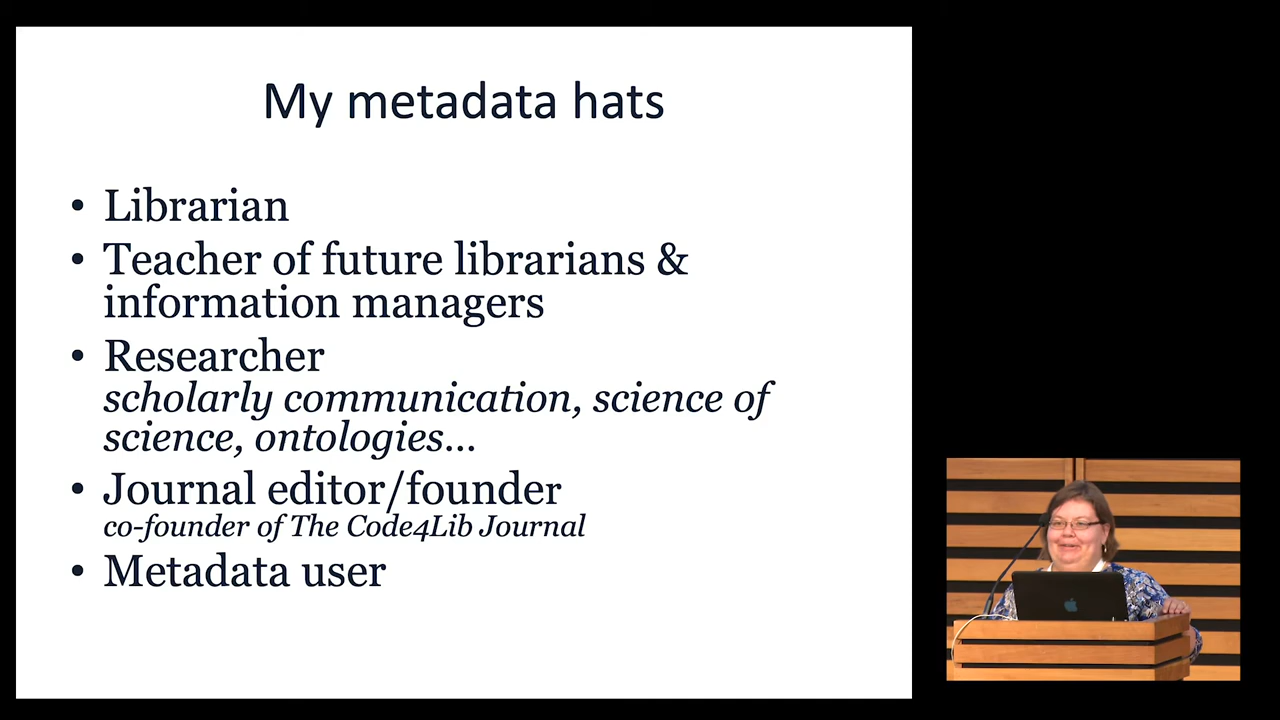 My metadata hats
• Librarian
• Teacher of future librarians &
information managers
• Researcher
scholarly communication, science of
science, ontologies...
• Journal editor/founder
co-founder of The Code4Lib Journal
• Metadata user